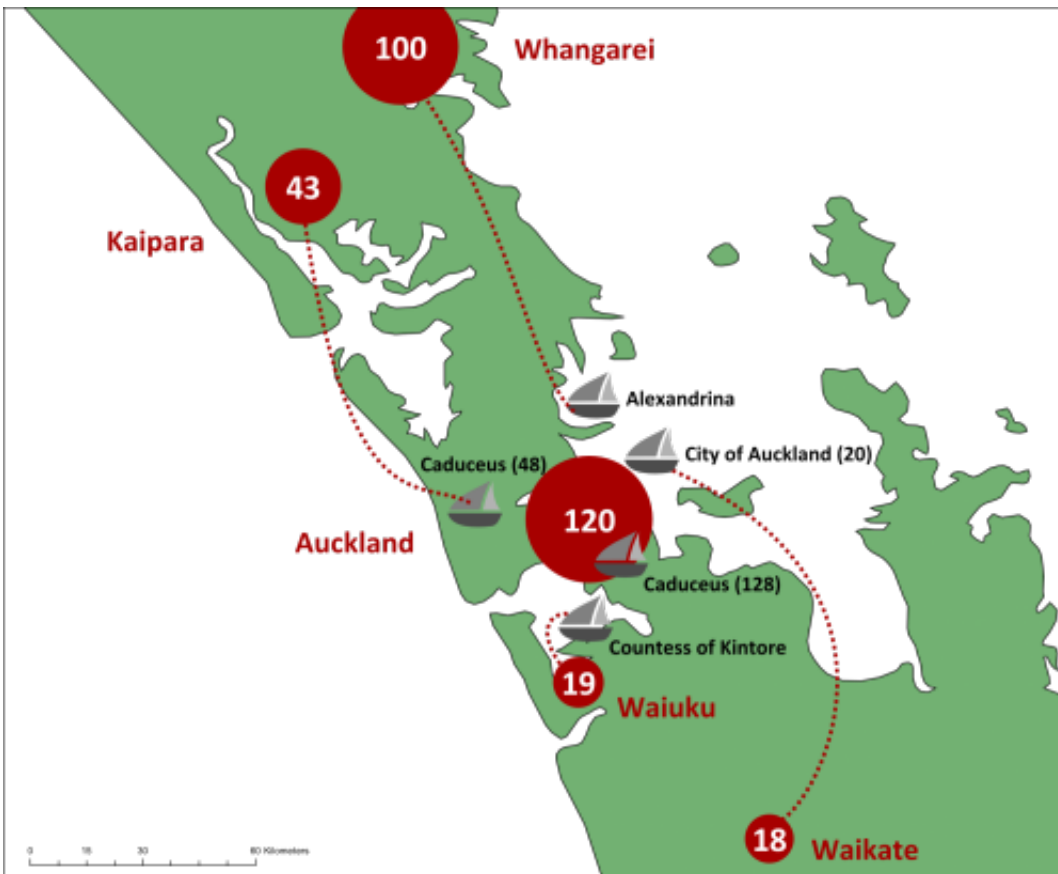 100
Whangarei
43
Kaipara
Alexandrina
City of Auckland (20)
Caduceus (48)
120
Auckland
Caduceus (128)
Countess of Kintore
19
Waiuku
18
Waikate
0 15 30 60 Kilometers